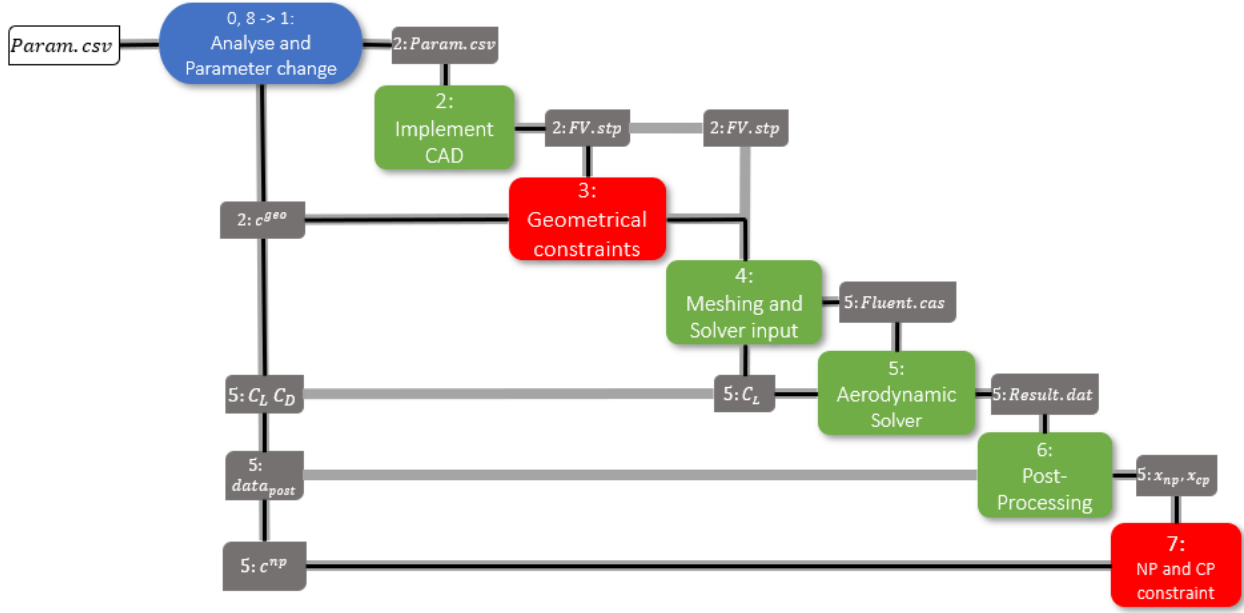 Param.csv
0, 8 -> 1:
Analyse and
Parameter change
2: Param.csv
2:
Implement
CAD
2: FV.stp
2: FV.stp
3:
Geometrical
constraints
2: c^geo
4:
Meshing and
Solver input
5: Fluent.cas
5:
Aerodynamic
Solver
5: C_L C_D
5: C_L
5: Result.dat
6:
Post-
Processing
5:
data_post
5: x_np, x_cp
7:
NP and CP
constraint
5: c^np